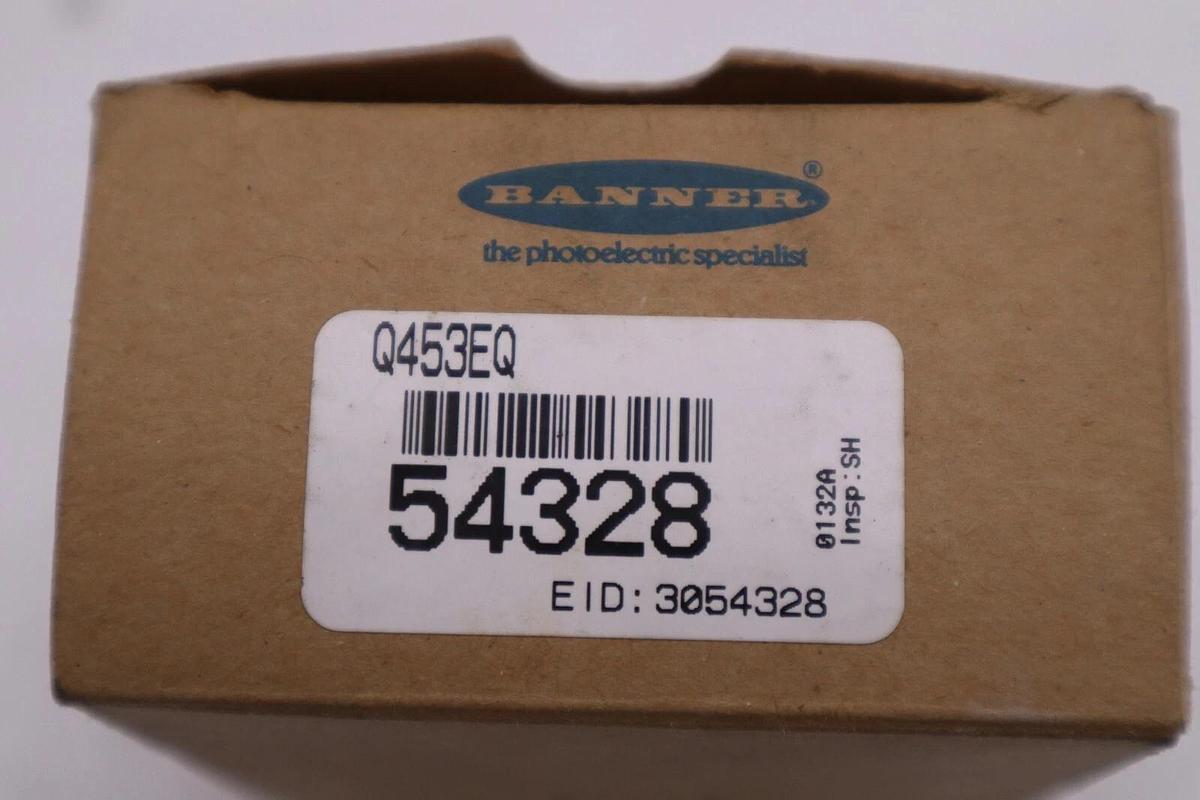 BANNER®
the photoelectric specialist
Q453EQ
54328
EID: 3054328
0132A
Insp:SH